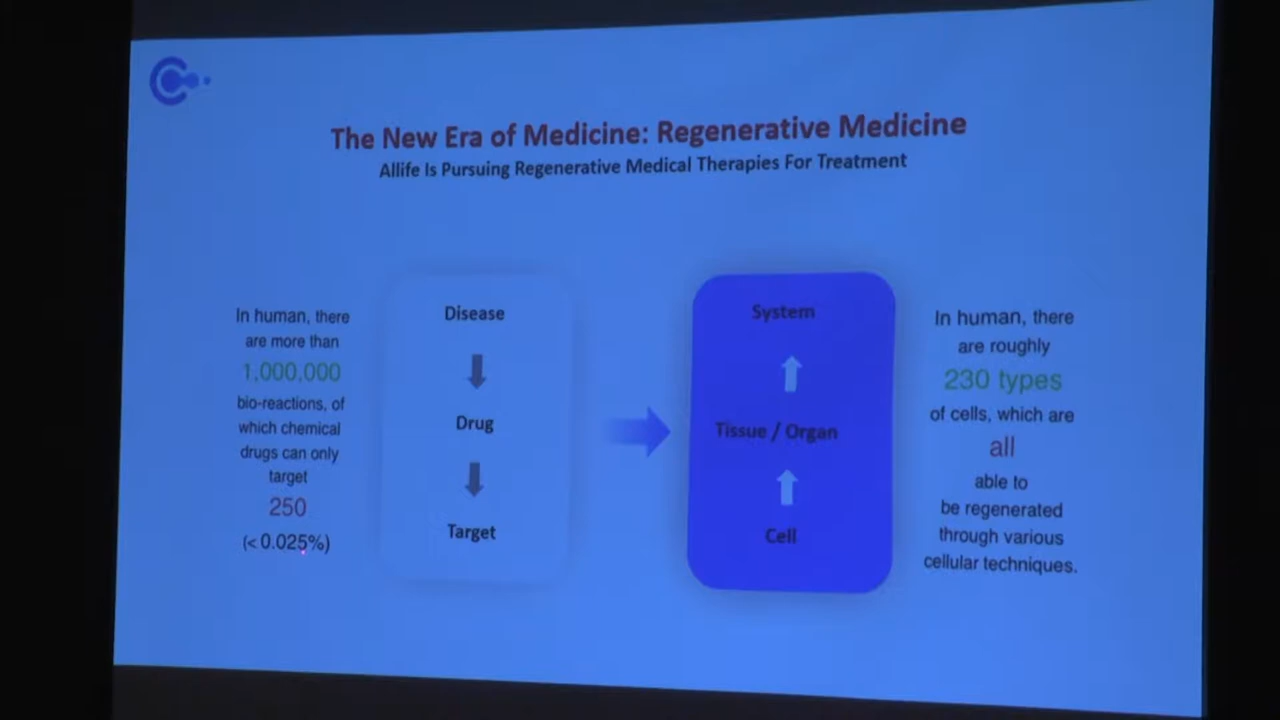 The New Era of Medicine: Regenerative Medicine
Allife Is Pursuing Regenerative Medical Therapies For Treatment
In human, there
are more than
1,000,000
bio-reactions, of
which chemical
drugs can only
target
250
(< 0.025%)
Disease
Drug
Target
System
Tissue / Organ
Cell
In human, there
are roughly
230 types
of cells, which are
all
able to
be regenerated
through various
cellular techniques.